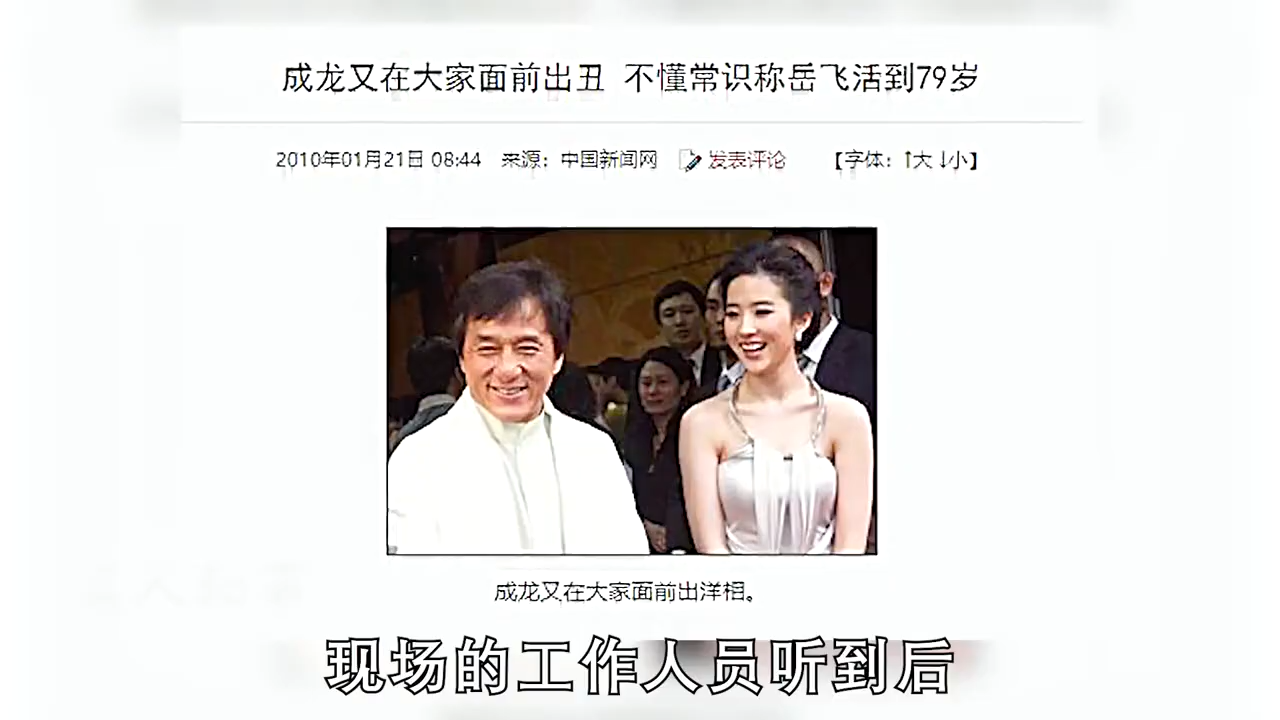 成龙又在大家面前出丑 不懂常识称岳飞活到79岁
2010年01月21日 08:44 来源：中国新闻网 发表评论 【字体：↑大 ↓小】
成龙又在大家面前出洋相。
现场的工作人员听到后